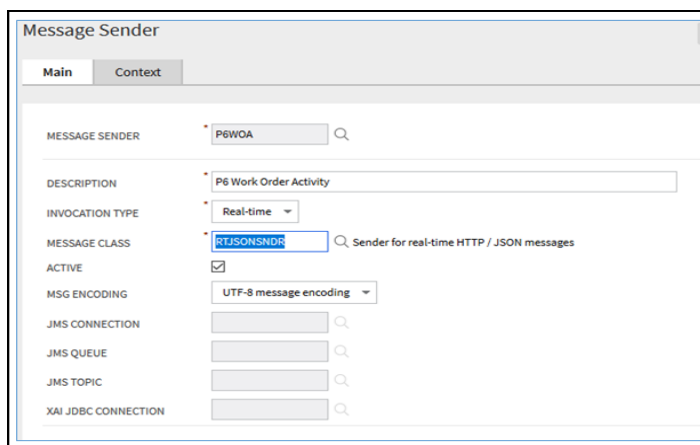 Message Sender
Main Context
MESSAGE SENDER * P6WOA
DESCRIPTION * P6 Work Order Activity
INVOCATION TYPE * Real-time
MESSAGE CLASS * RTJSONSNDR Sender for real-time HTTP / JSON messages
ACTIVE
MSG ENCODING UTF-8 message encoding
JMS CONNECTION
JMS QUEUE
JMS TOPIC
XAI JDBC CONNECTION